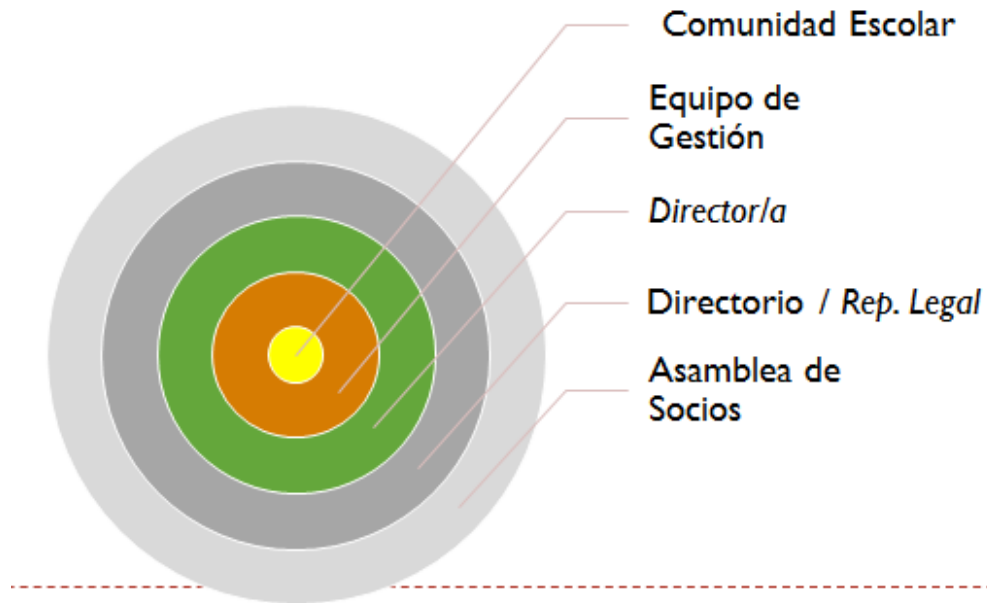 Comunidad Escolar
Equipo de
Gestión
Director/a
Directorio / Rep. Legal
Asamblea de
Socios